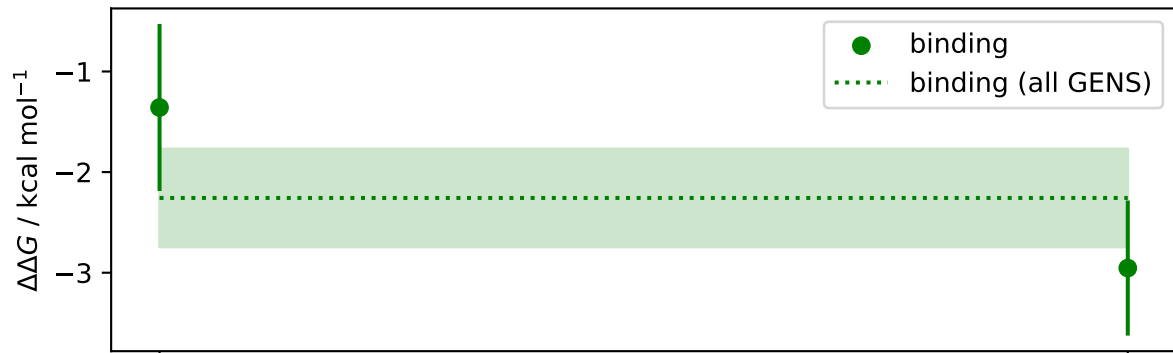 binding
binding (all GENS)
−1
−2
−3
ΔΔG / kcal mol⁻¹